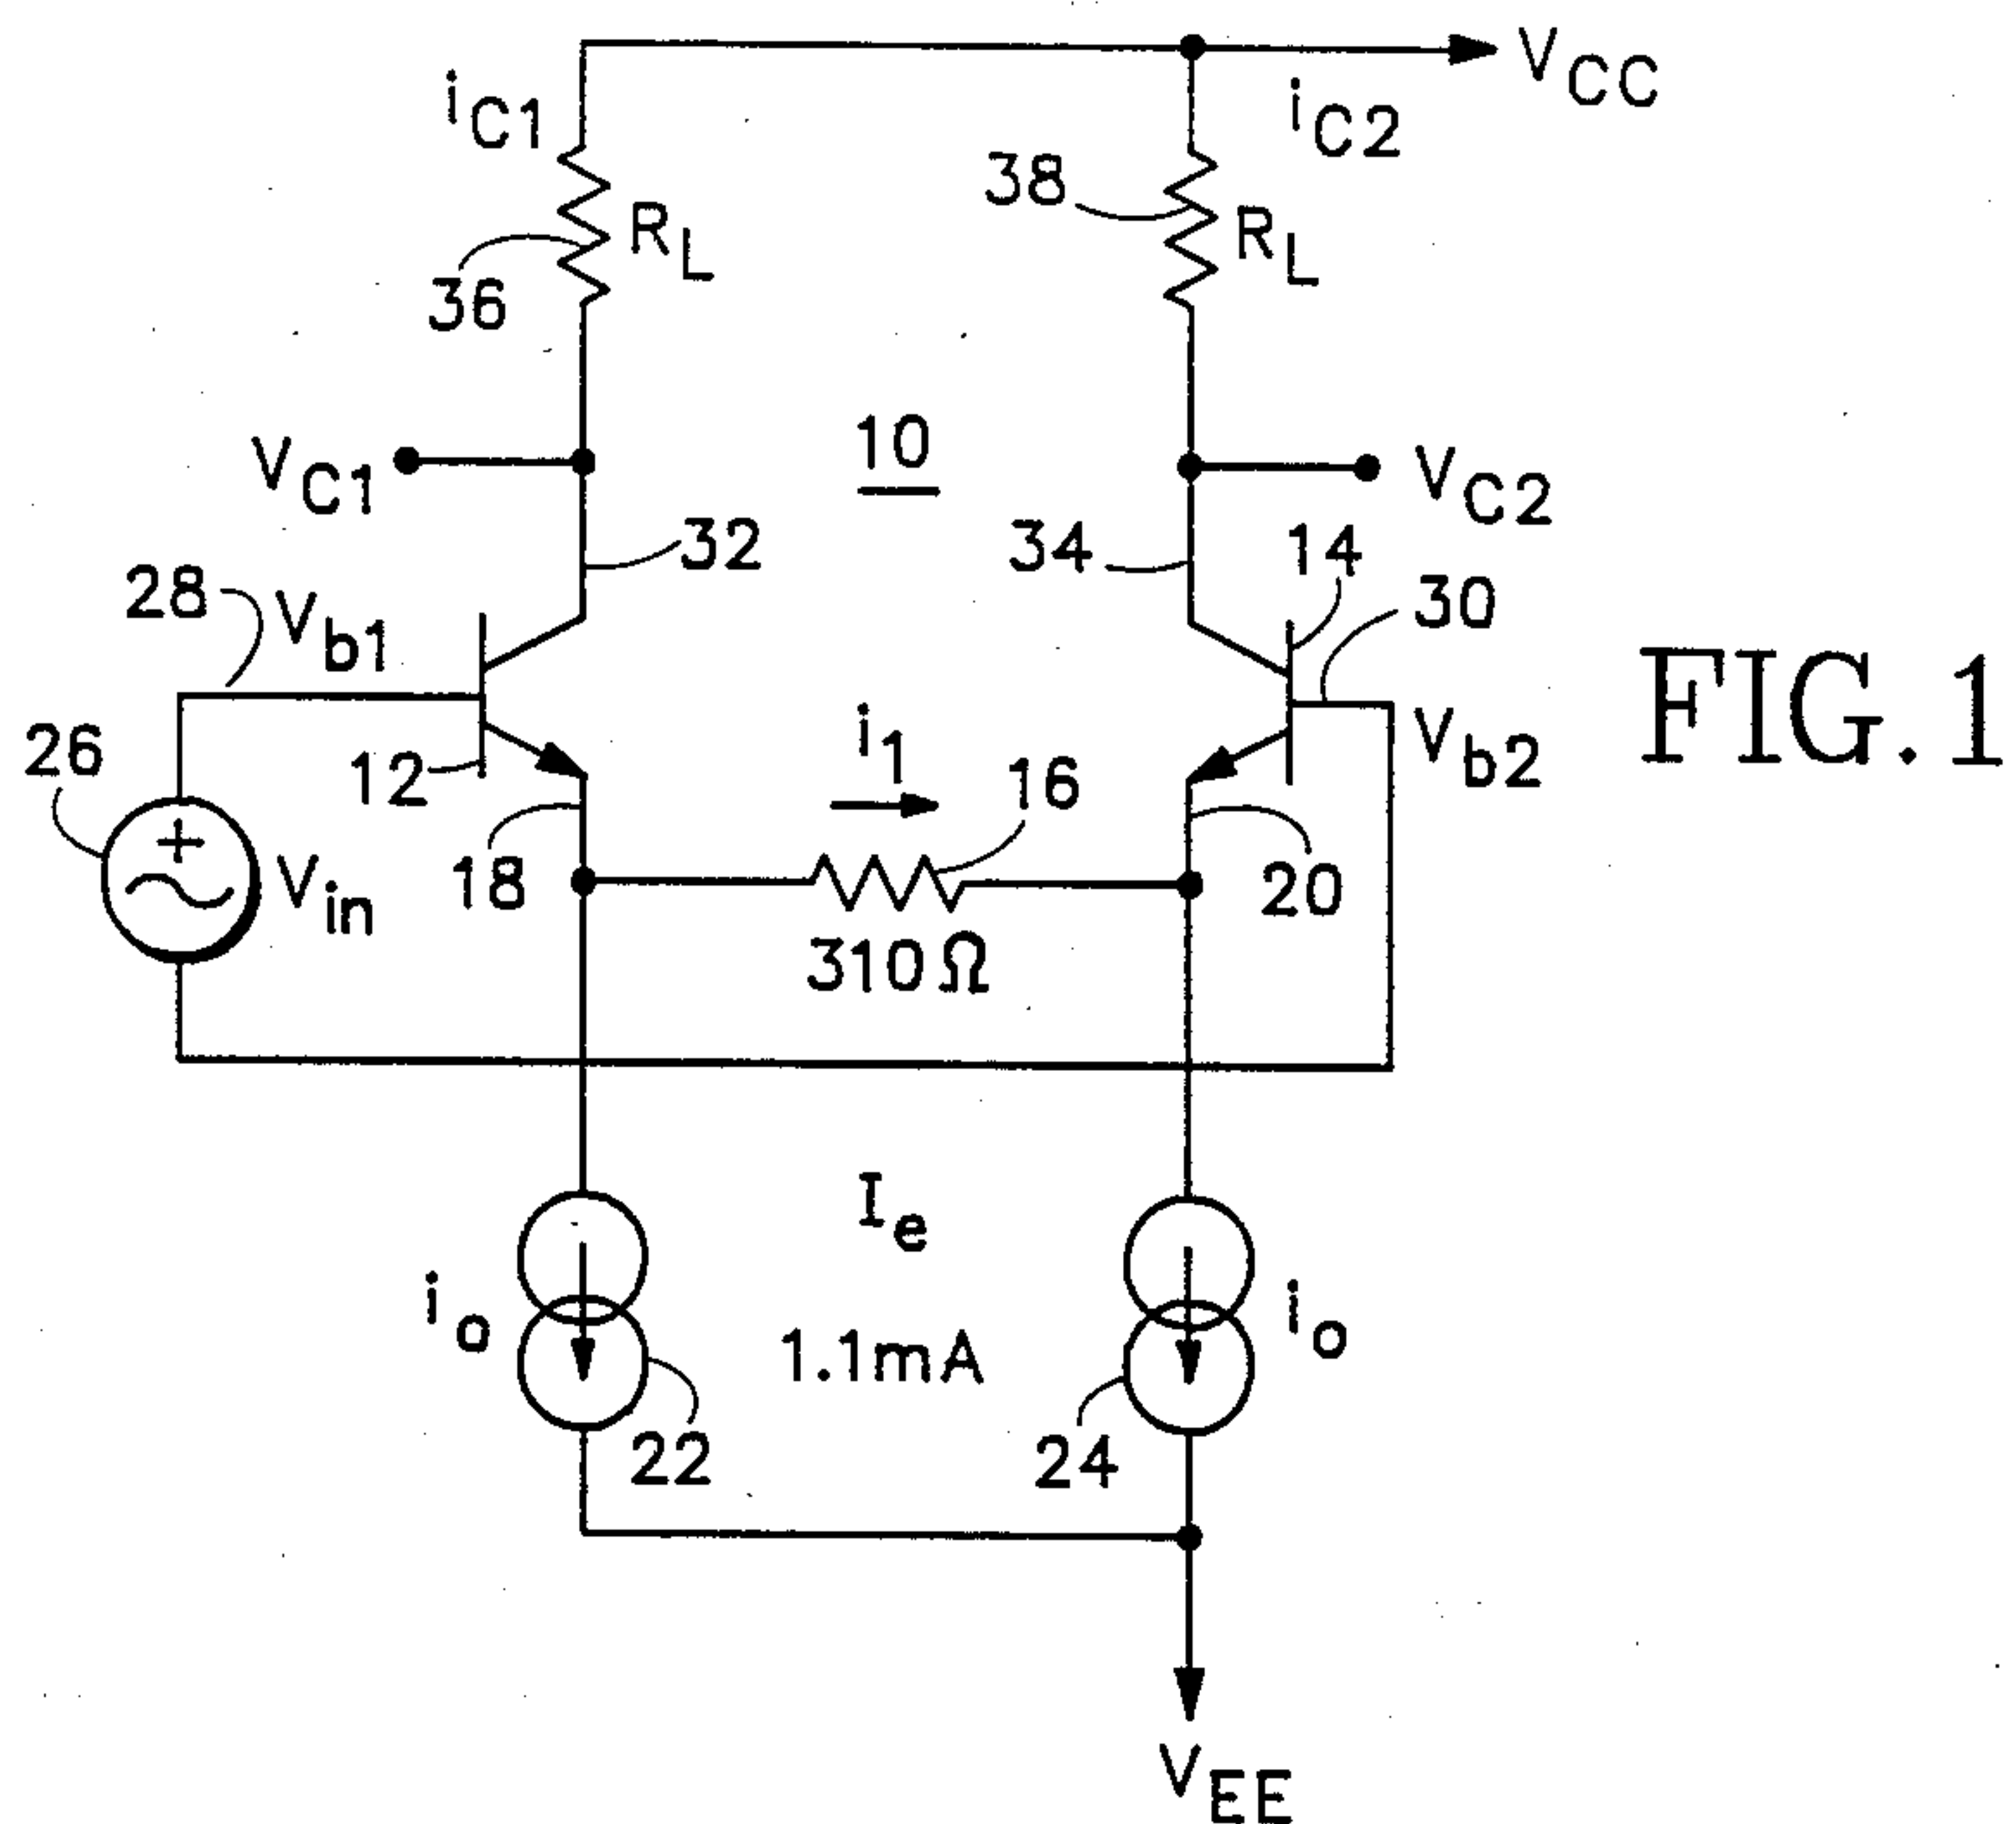 VCC
iC1
iC2
38
RL
RL
36
10
VC1
VC2
32
34
14
28
Vb1
30
FIG.1
26
12
i1
16
Vb2
+
Vin
18
20
310Ω
Ie
io
io
1.1mA
22
24
VEE